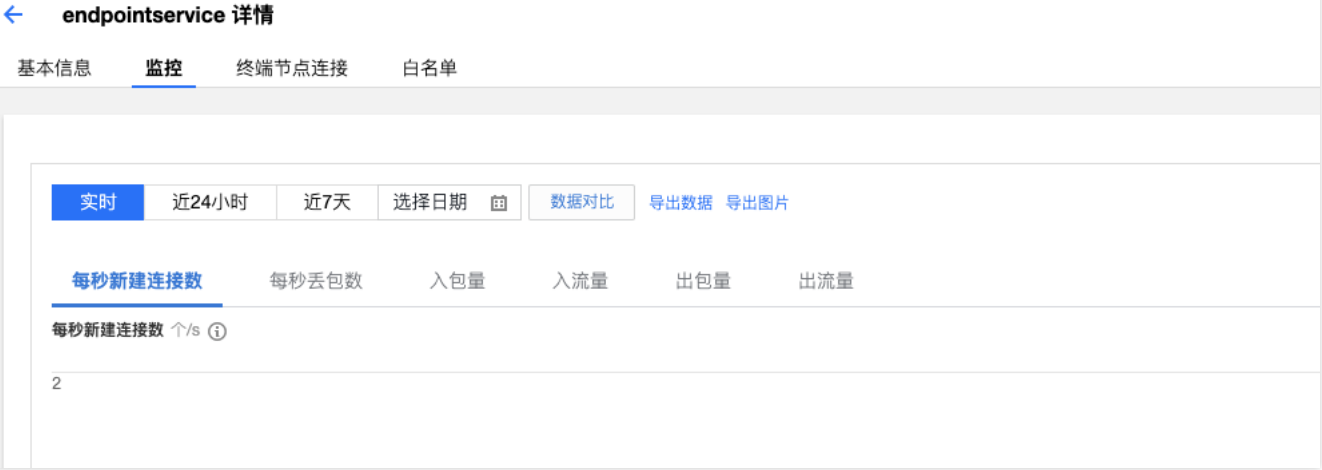 endpointservice 详情
基本信息 监控 终端节点连接 白名单
实时 近24小时 近7天 选择日期 数据对比 导出数据 导出图片
每秒新建连接数 每秒丢包数 入包量 入流量 出包量 出流量
每秒新建连接数 个/s
2